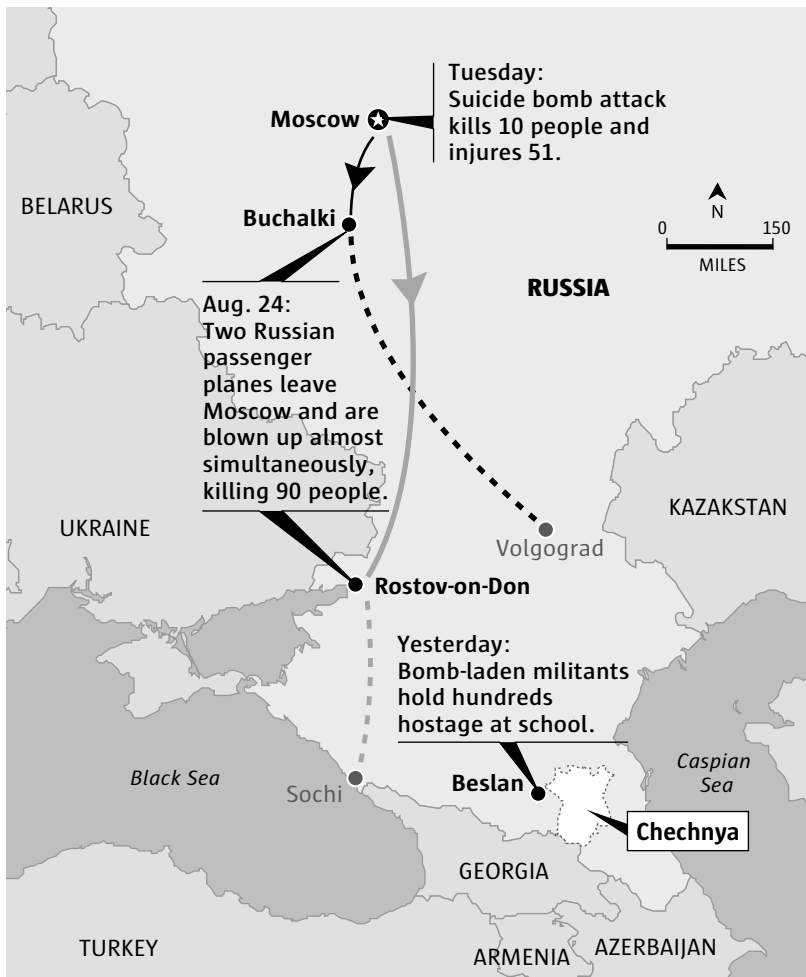 Tuesday:
Suicide bomb attack
kills 10 people and
injures 51.
Moscow
BELARUS
Buchalki
N
0 150
MILES
RUSSIA
Aug. 24:
Two Russian
passenger
planes leave
Moscow and are
blown up almost
simultaneously,
killing 90 people.
KAZAKSTAN
UKRAINE
Volgograd
Rostov-on-Don
Yesterday:
Bomb-laden militants
hold hundreds
hostage at school.
Black Sea
Sochi
Beslan
Caspian
Sea
Chechnya
GEORGIA
TURKEY
ARMENIA
AZERBAIJAN